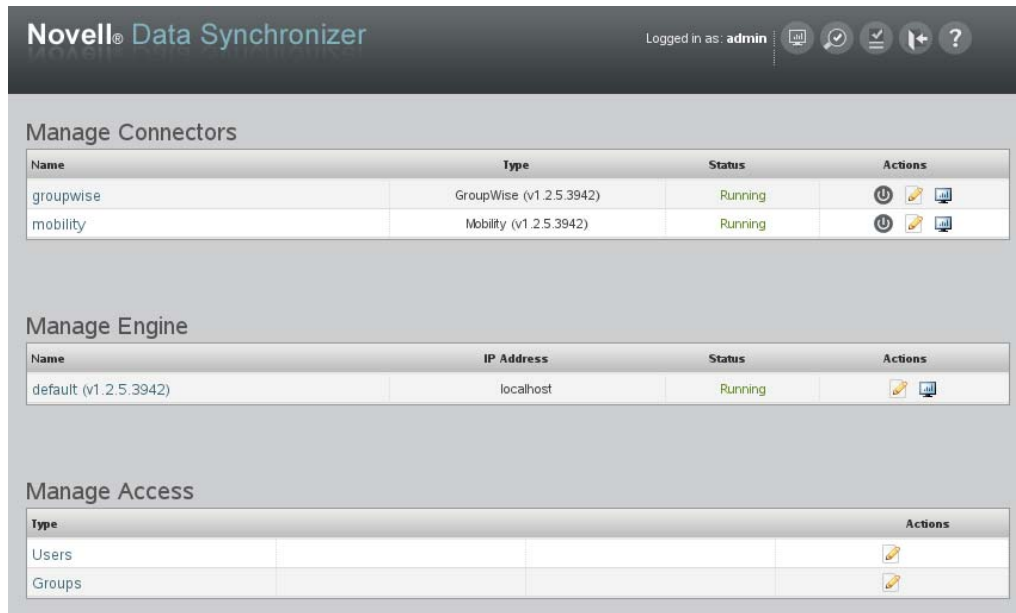 Novell® Data Synchronizer
Logged in as: admin
?
Manage Connectors
Name Type Status Actions
groupwise GroupWise (v1.2.5.3942) Running
mobility Mobility (v1.2.5.3942) Running
Manage Engine
Name IP Address Status Actions
default (v1.2.5.3942) localhost Running
Manage Access
Type Actions
Users
Groups